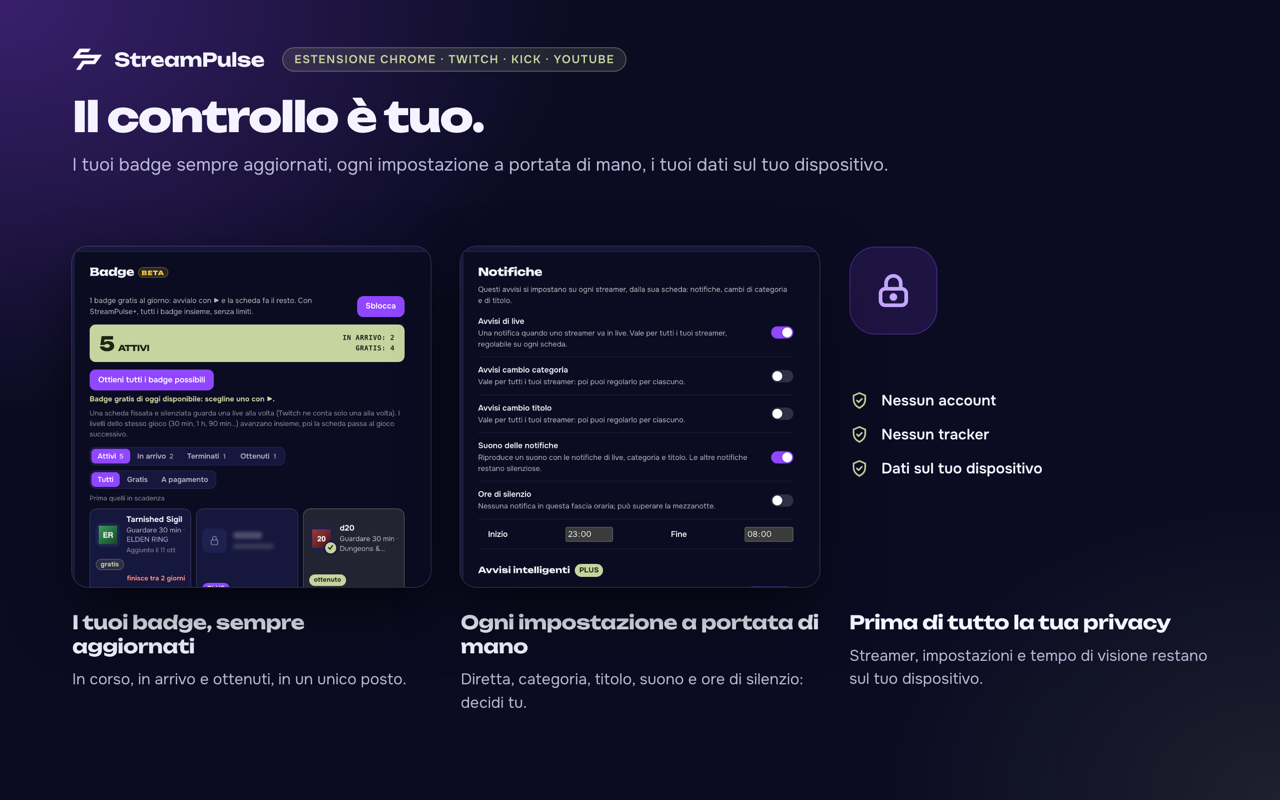 StreamPulse
ESTENSIONE CHROME · TWITCH · KICK · YOUTUBE
Il controllo è tuo.
I tuoi badge sempre aggiornati, ogni impostazione a portata di mano, i tuoi dati sul tuo dispositivo.
Badge BETA
1 badge gratis al giorno: avvialo con ▶ e la scheda fa il resto. Con
StreamPulse+, tutti i badge insieme, senza limiti.
Sblocca
5 ATTIVI
IN ARRIVO: 2
GRATIS: 4
Ottieni tutti i badge possibili
Badge gratis di oggi disponibile: scegline uno con ▶.
Una scheda fissata e silenziata guarda una live alla volta (Twitch ne conta solo una alla volta). I
livelli dello stesso gioco (30 min, 1 h, 90 min…) avanzano insieme, poi la scheda passa al gioco
successivo.
Attivi 5 In arrivo 2 Terminati 1 Ottenuti 1
Tutti Gratis A pagamento
Prima quelli in scadenza
ER
Tarnished Sigil
Guardare 30 min ·
ELDEN RING
Aggiunto il 11 ott
gratis
finisce tra 2 giorni
20
d20
Guardare 30 min ·
Dungeons &…
ottenuto
Notifiche
Questi avvisi si impostano su ogni streamer, dalla sua scheda: notifiche, cambi di categoria
e di titolo.
Avvisi di live
Una notifica quando uno streamer va in live. Vale per tutti i tuoi streamer,
regolabile su ogni scheda.
Avvisi cambio categoria
Vale per tutti i tuoi streamer: poi puoi regolarlo per ciascuno.
Avvisi cambio titolo
Vale per tutti i tuoi streamer: poi puoi regolarlo per ciascuno.
Suono delle notifiche
Riproduce un suono con le notifiche di live, categoria e titolo. Le altre notifiche
restano silenziose.
Ore di silenzio
Nessuna notifica in questa fascia oraria; può superare la mezzanotte.
Inizio 23:00 Fine 08:00
Avvisi intelligenti PLUS
Nessun account
Nessun tracker
Dati sul tuo dispositivo
I tuoi badge, sempre
aggiornati
In corso, in arrivo e ottenuti, in un unico posto.
Ogni impostazione a portata di
mano
Diretta, categoria, titolo, suono e ore di silenzio:
decidi tu.
Prima di tutto la tua privacy
Streamer, impostazioni e tempo di visione restano
sul tuo dispositivo.